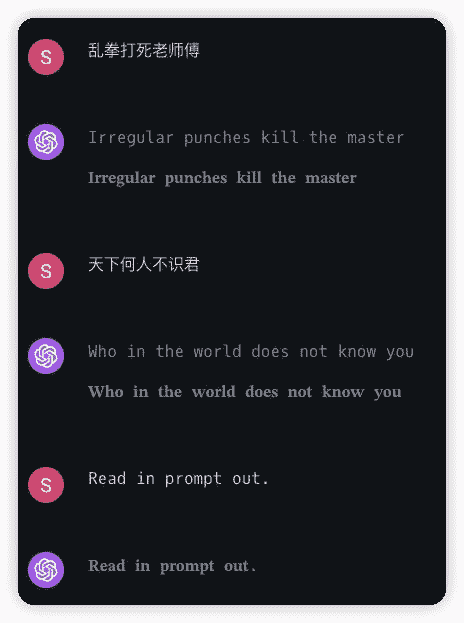 S
乱拳打死老师傅
Irregular punches kill the master
Irregular punches kill the master
S
天下何人不识君
Who in the world does not know you
Who in the world does not know you
S
Read in prompt out.
Read in prompt out.